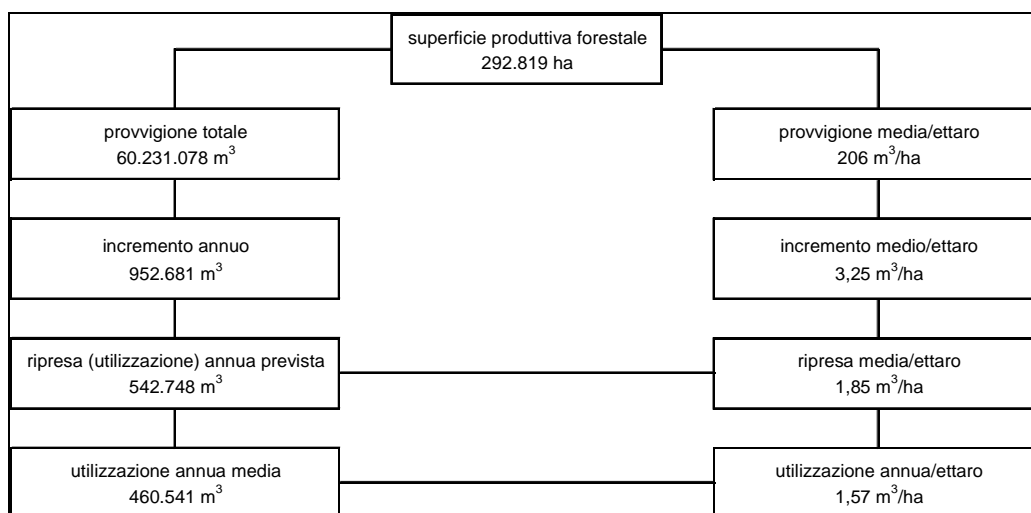 superficie produttiva forestale
292.819 ha
provvigione totale
60.231.078 m³
provvigione media/ettaro
206 m³/ha
incremento annuo
952.681 m³
incremento medio/ettaro
3,25 m³/ha
ripresa (utilizzazione) annua prevista
542.748 m³
ripresa media/ettaro
1,85 m³/ha
utilizzazione annua media
460.541 m³
utilizzazione annua/ettaro
1,57 m³/ha